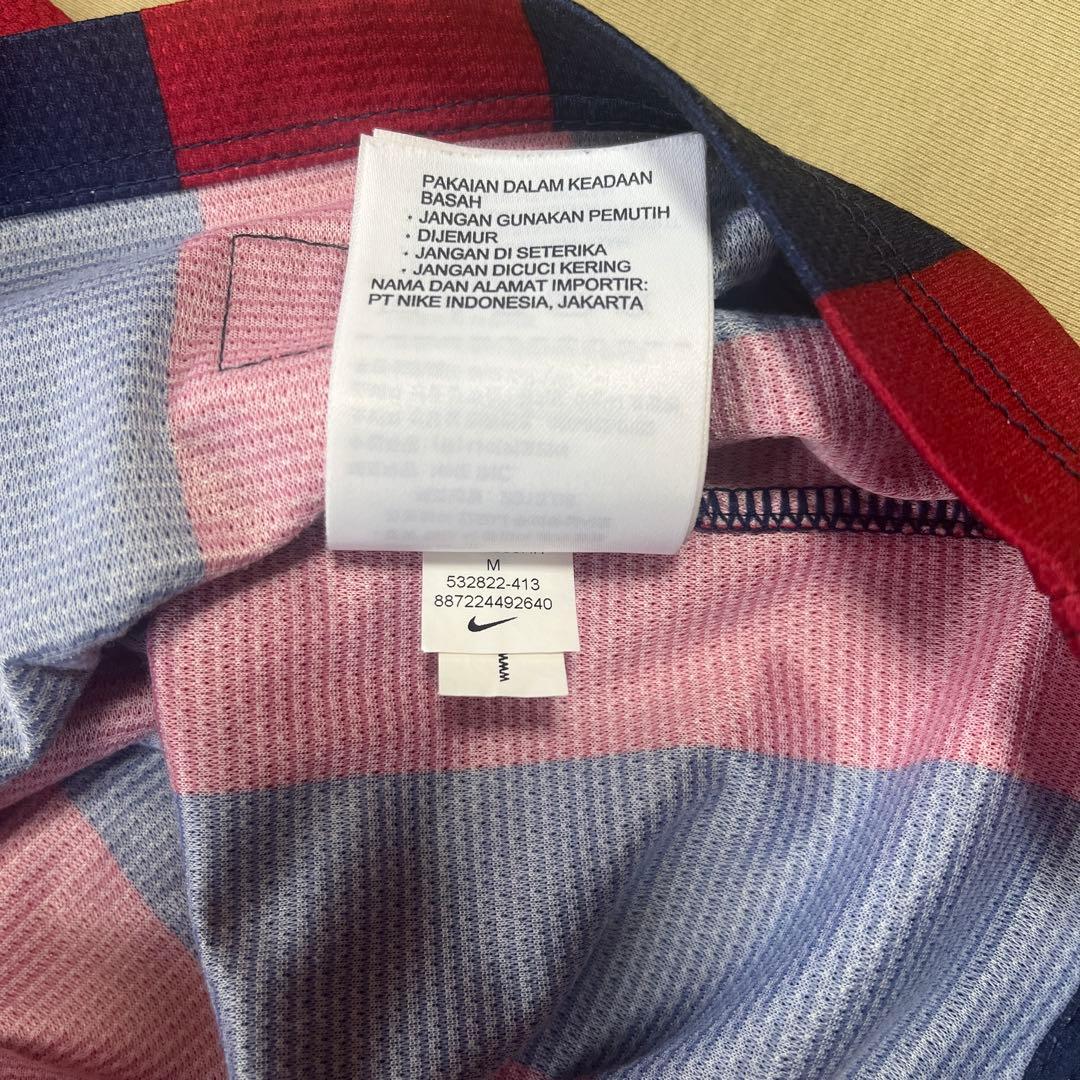 PAKAIAN DALAM KEADAAN
BASAH
· JANGAN GUNAKAN PEMUTIH
· DIJEMUR
· JANGAN DI SETERIKA
· JANGAN DICUCI KERING
NAMA DAN ALAMAT IMPORTIR:
PT NIKE INDONESIA, JAKARTA
M
532822-413
887224492640
www